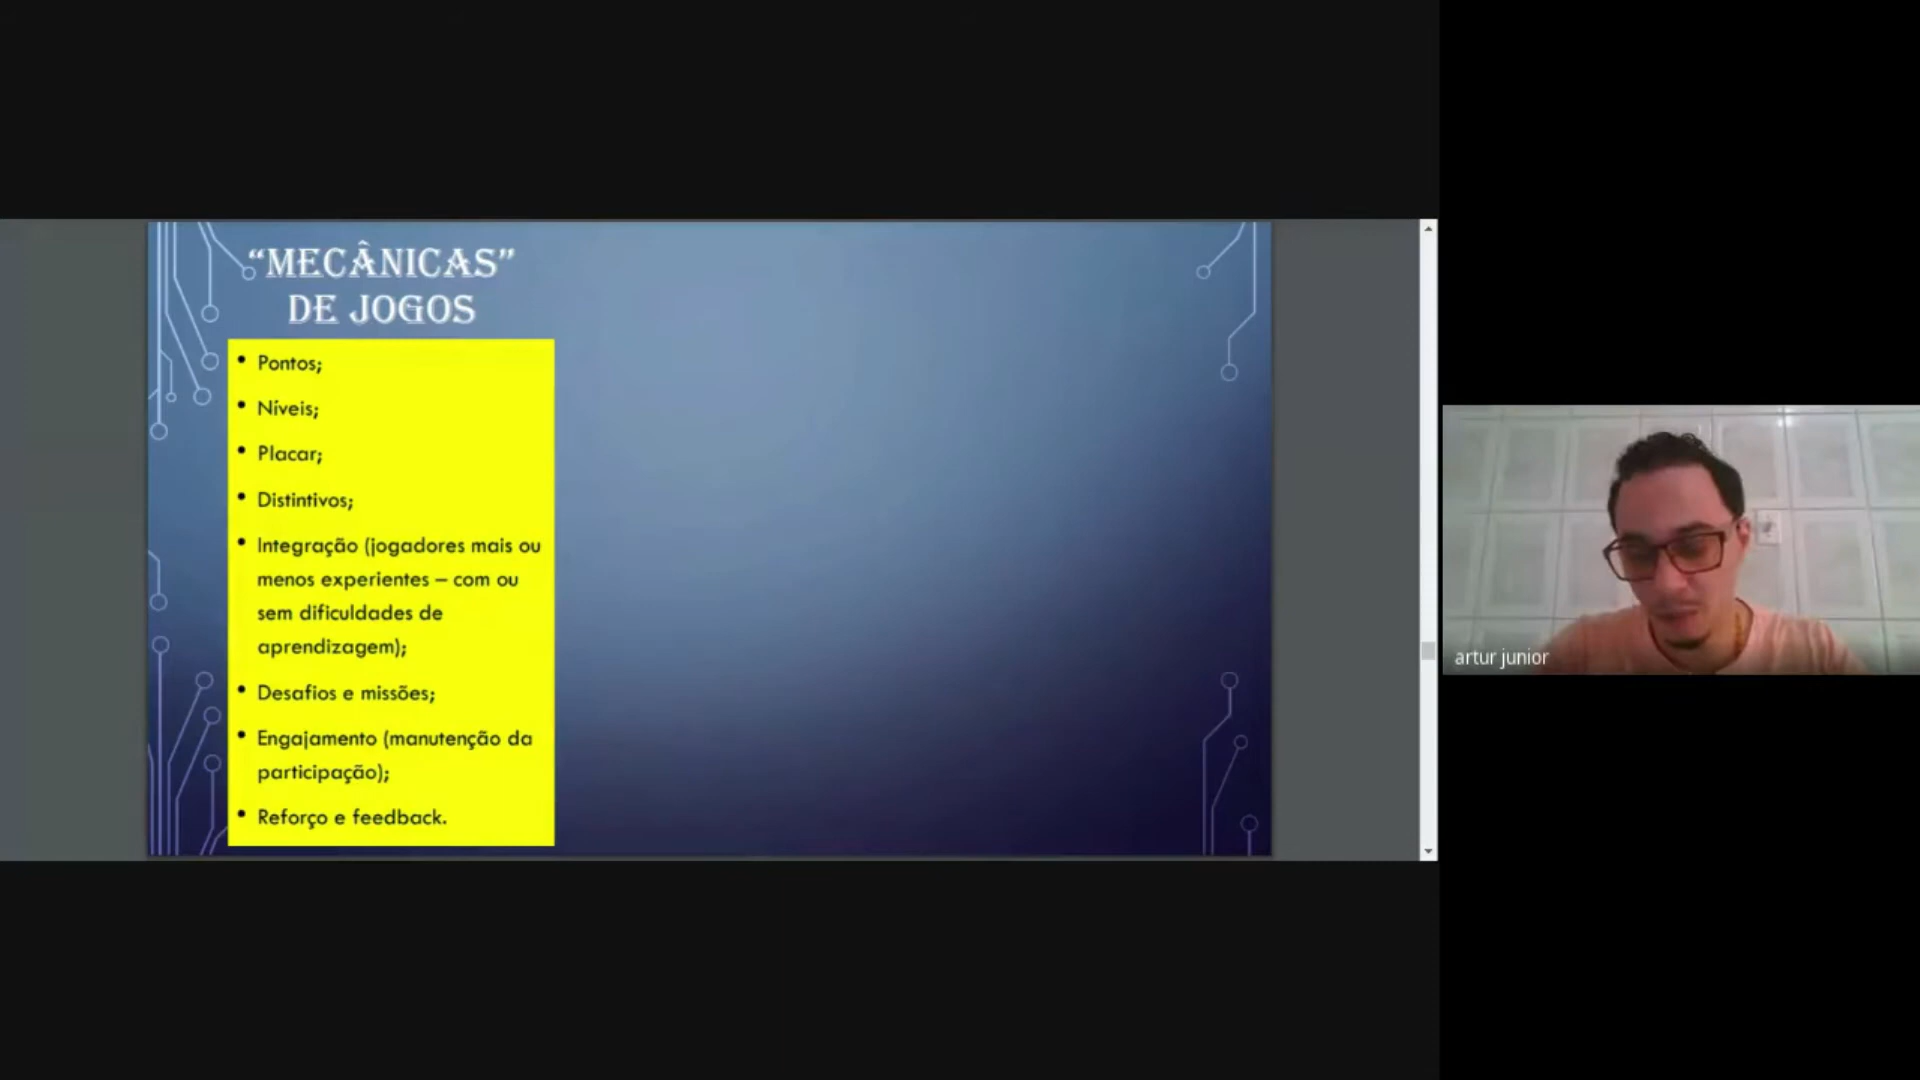 “MECÂNICAS”
DE JOGOS
• Pontos;
• Níveis;
• Placar;
• Distintivos;
• Integração (jogadores mais ou
menos experientes – com ou
sem dificuldades de
aprendizagem);
• Desafios e missões;
• Engajamento (manutenção da
participação);
• Reforço e feedback.
artur junior